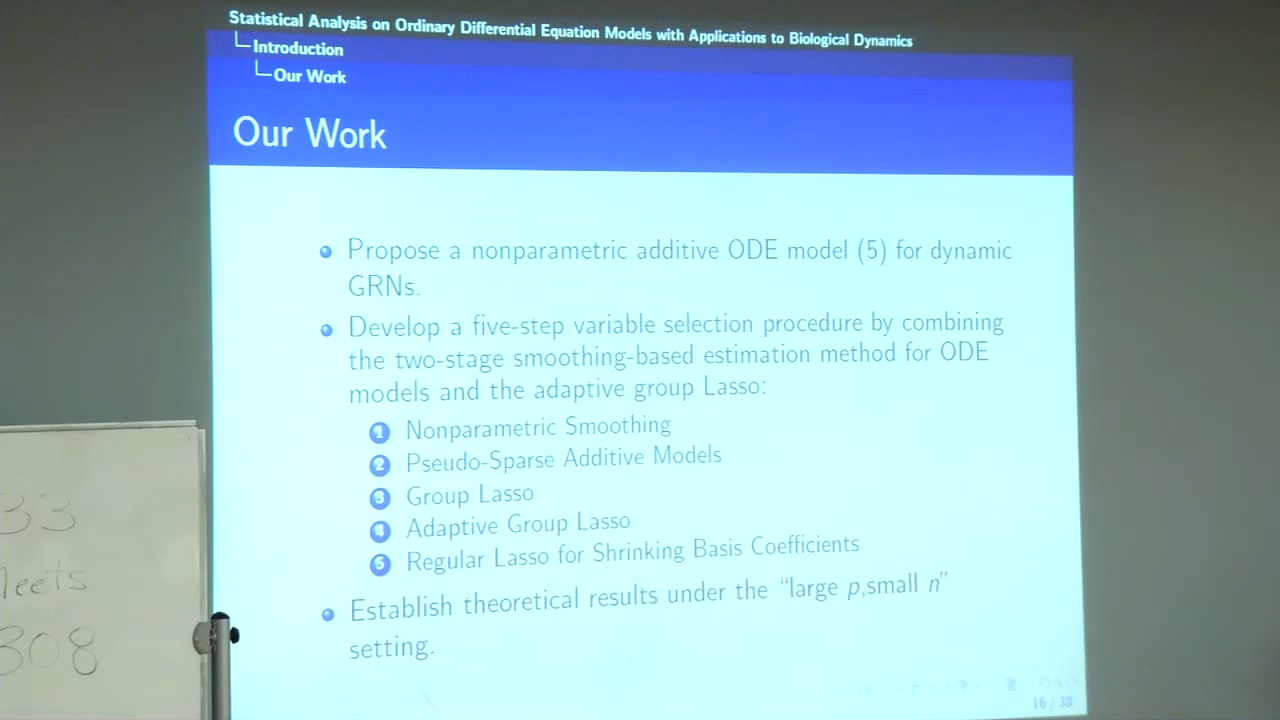 Statistical Analysis on Ordinary Differential Equation Models with Applications to Biological Dynamics
Introduction
Our Work
Our Work
Propose a nonparametric additive ODE model (5) for dynamic
GRNs.
Develop a five-step variable selection procedure by combining
the two-stage smoothing-based estimation method for ODE
models and the adaptive group Lasso:
1 Nonparametric Smoothing
2 Pseudo-Sparse Additive Models
3 Group Lasso
4 Adaptive Group Lasso
5 Regular Lasso for Shrinking Basis Coefficients
Establish theoretical results under the “large p,small n”
setting.
16 / 38
33
308